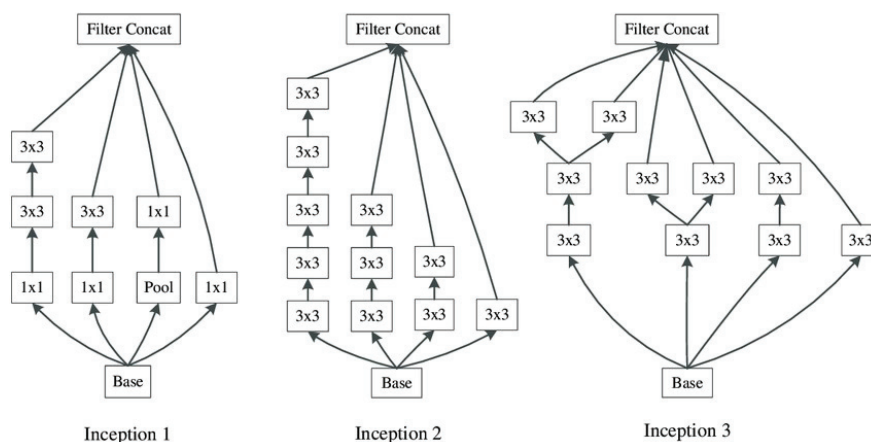 Filter Concat
3x3
3x3
3x3
1x1
1x1
1x1
Pool
1x1
Base
Inception 1
Filter Concat
3x3
3x3
3x3
3x3
3x3
3x3
3x3
3x3
3x3
3x3
3x3
Base
Inception 2
Filter Concat
3x3
3x3
3x3
3x3
3x3
3x3
3x3
3x3
3x3
3x3
Base
Inception 3